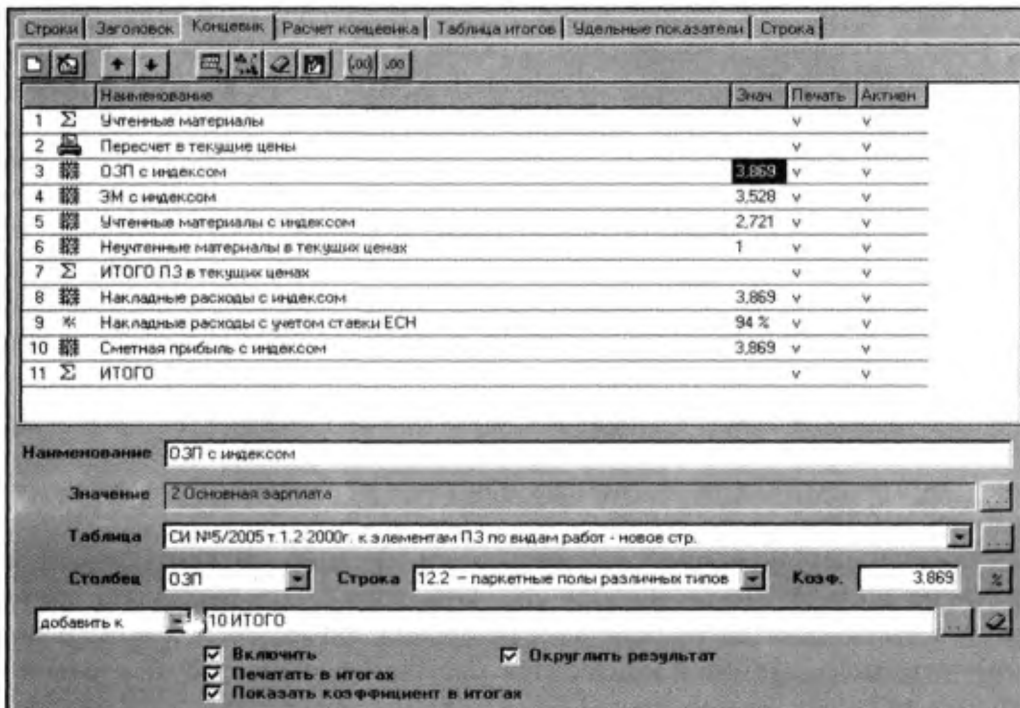 Строки Заголовок Концевик Расчет концевика Таблица итогов Удельные показатели Строка
(.00) .00
Наименование Знач. Печать Активен
1 Σ Учтенные материалы v v
2 Пересчет в текущие цены v v
3 ОЗП с индексом 3,869 v v
4 ЭМ с индексом 3,528 v v
5 Учтенные материалы с индексом 2,721 v v
6 Неучтенные материалы в текущих ценах 1 v v
7 Σ ИТОГО ПЗ в текущих ценах v v
8 Накладные расходы с индексом 3,869 v v
9 Накладные расходы с учетом ставки ЕСН 94 % v v
10 Сметная прибыль с индексом 3,869 v v
11 Σ ИТОГО v v
Наименование ОЗП с индексом
Значение 2 Основная зарплата ...
Таблица СИ №5/2005 т.1.2 2000г. к элементам ПЗ по видам работ - новое стр. ...
Столбец ОЗП Строка 12.2 – паркетные полы различных типов Коэф. 3,869 %
добавить к 10 ИТОГО ...
Включить Округлить результат
Печатать в итогах
Показать коэффициент в итогах